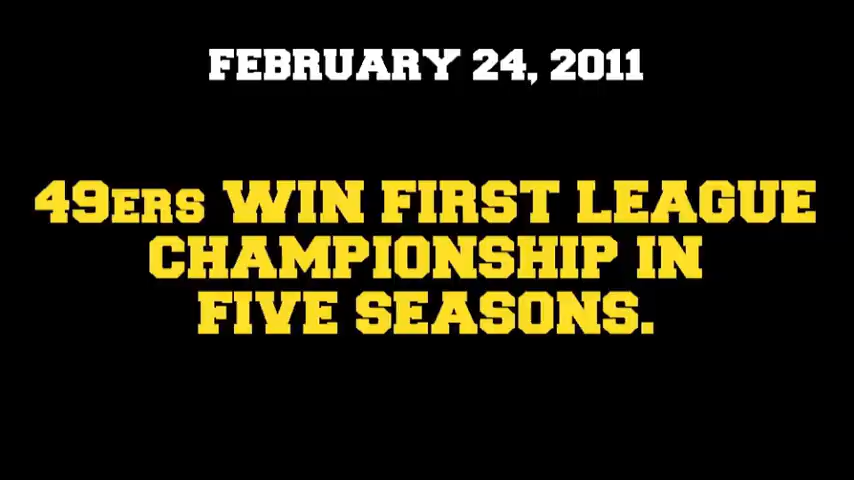 FEBRUARY 24, 2011
49ERS WIN FIRST LEAGUE
CHAMPIONSHIP IN
FIVE SEASONS.